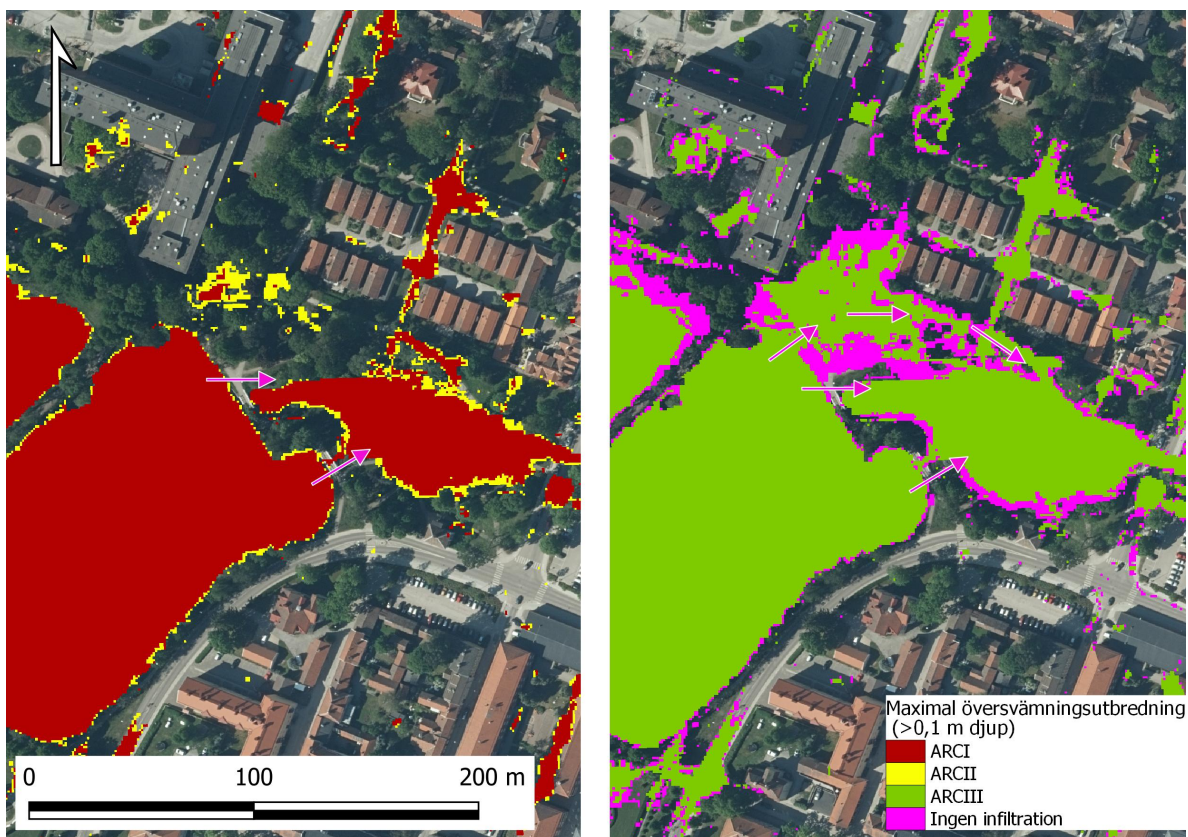 0 100 200 m
Maximal översvämningsutbredning
(>0,1 m djup)
ARCI
ARCII
ARCIII
Ingen infiltration